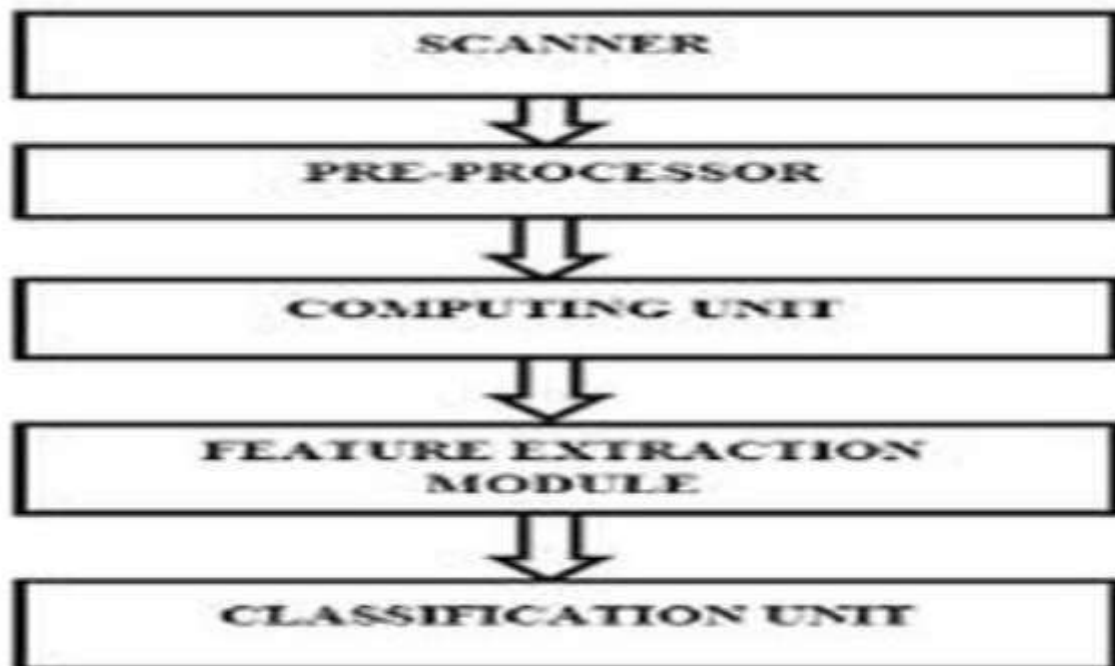 SCANNER
PRE-PROCESSOR
COMPUTING UNIT
FEATURE EXTRACTION
MODULE
CLASSIFICATION UNIT